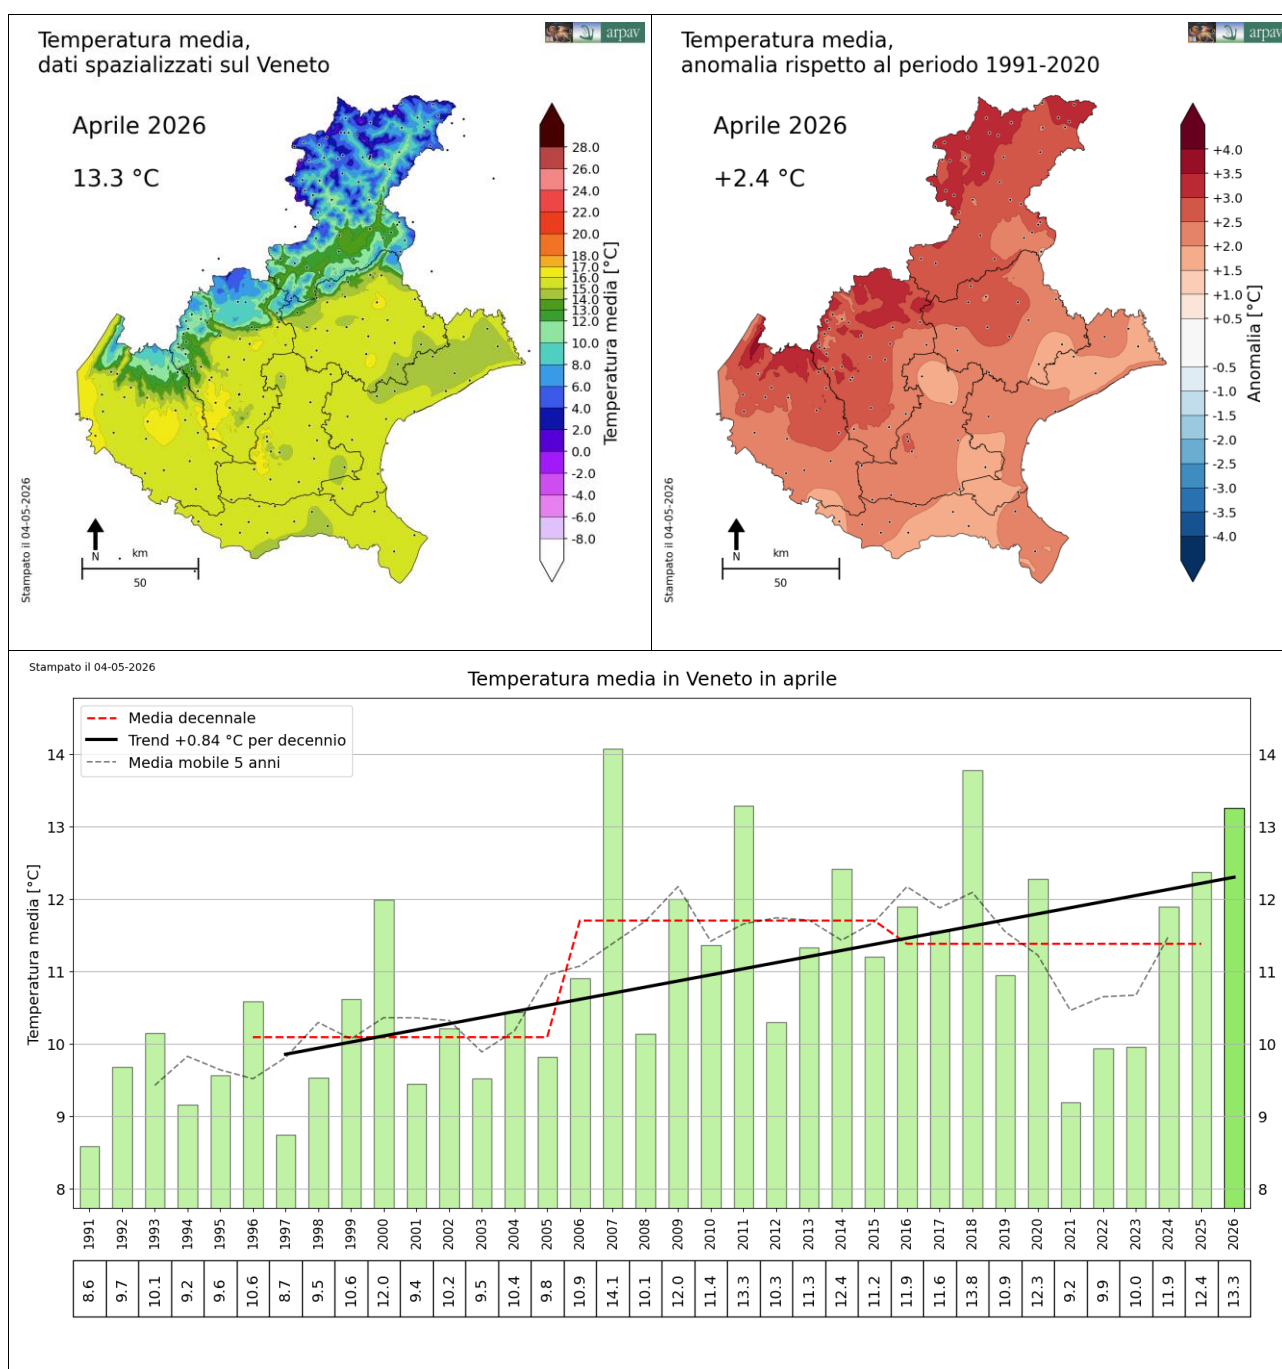 Temperatura media,
dati spazializzati sul Veneto
arpav
Aprile 2026
13.3 °C
28.0
26.0
24.0
22.0
20.0
18.0
17.0
16.0
15.0
14.0
13.0
12.0
10.0
8.0
6.0
4.0
2.0
0.0
-2.0
-4.0
-6.0
-8.0
Temperatura media [°C]
N
km
50
Stampato il 04-05-2026
Temperatura media,
anomalia rispetto al periodo 1991-2020
arpav
Aprile 2026
+2.4 °C
+4.0
+3.5
+3.0
+2.5
+2.0
+1.5
+1.0
+0.5
-0.5
-1.0
-1.5
-2.0
-2.5
-3.0
-3.5
-4.0
Anomalia [°C]
N
km
50
Stampato il 04-05-2026
Stampato il 04-05-2026
Temperatura media in Veneto in aprile
Media decennale
Trend +0.84 °C per decennio
Media mobile 5 anni
Temperatura media [°C]
14 14
13 13
12 12
11 11
10 10
9 9
8 8
1991 1992 1993 1994 1995 1996 1997 1998 1999 2000 2001 2002 2003 2004 2005 2006 2007 2008 2009 2010 2011 2012 2013 2014 2015 2016 2017 2018 2019 2020 2021 2022 2023 2024 2025 2026
8.6 9.7 10.1 9.2 9.6 10.6 8.7 9.5 10.6 12.0 9.4 10.2 9.5 10.4 9.8 10.9 14.1 10.1 12.0 11.4 13.3 10.3 11.3 12.4 11.2 11.9 11.6 13.8 10.9 12.3 9.2 9.9 10.0 11.9 12.4 13.3